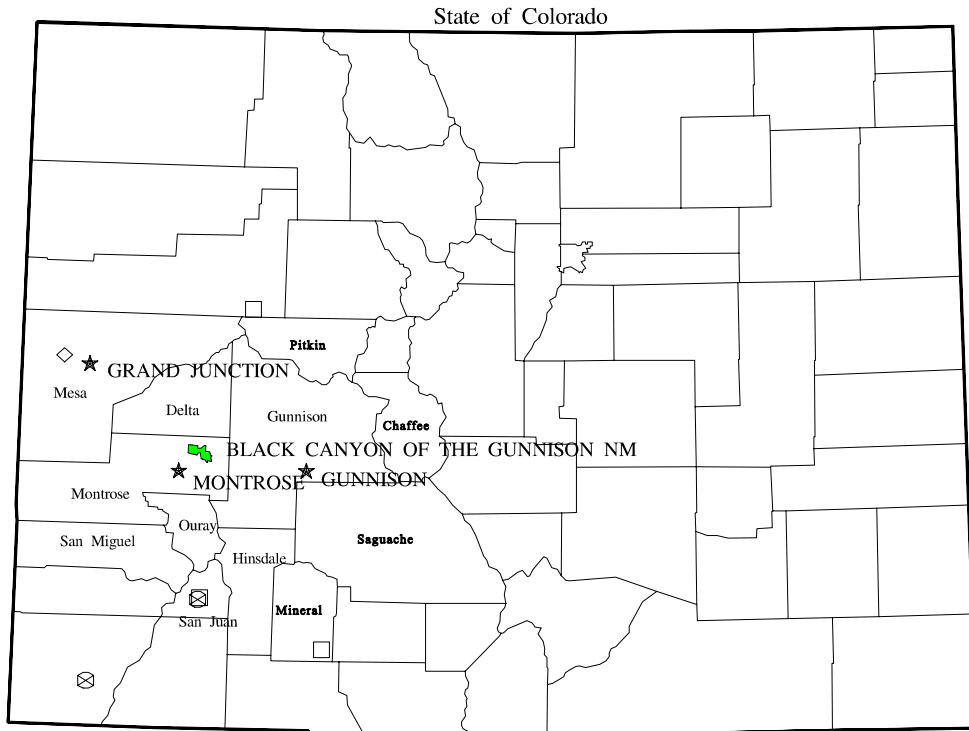 State of Colorado
Pitkin
GRAND JUNCTION
Mesa
Delta
Gunnison
Chaffee
BLACK CANYON OF THE GUNNISON NM
MONTROSE
GUNNISON
Montrose
Ouray
San Miguel
Saguache
Hinsdale
Mineral
San Juan